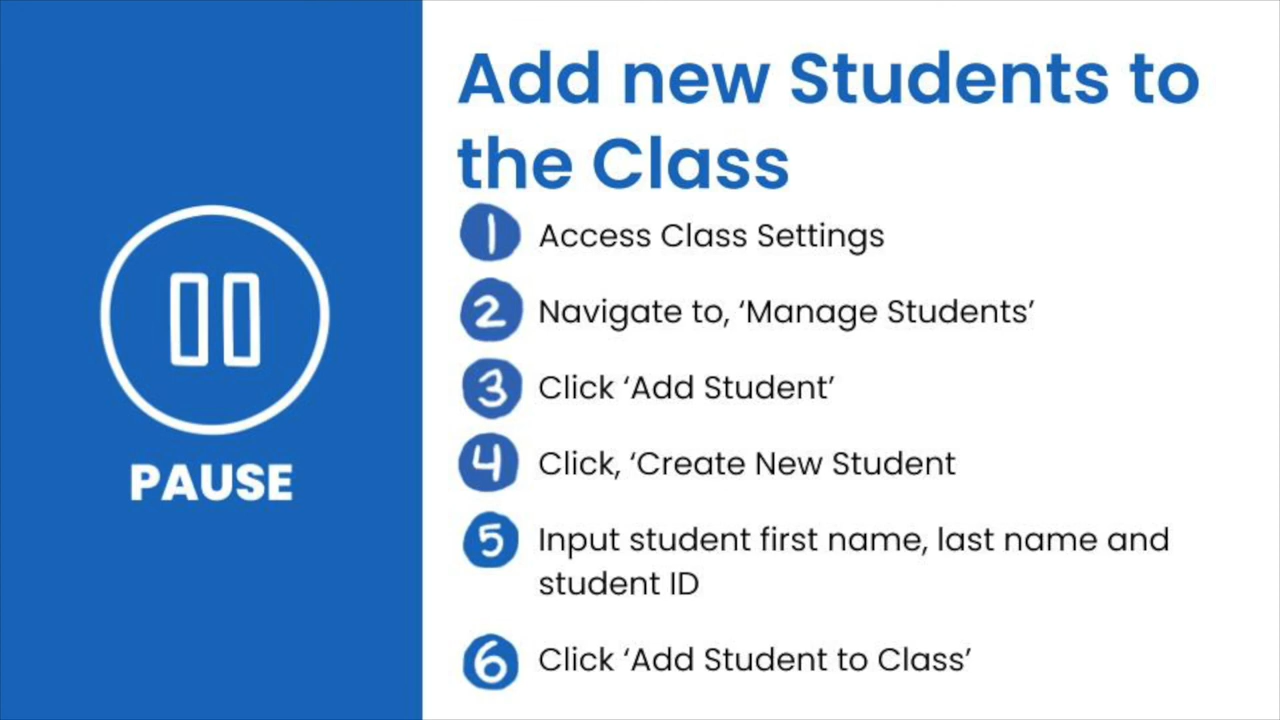 PAUSE
Add new Students to
the Class
1 Access Class Settings
2 Navigate to, ‘Manage Students’
3 Click ‘Add Student’
4 Click, ‘Create New Student
5 Input student first name, last name and
student ID
6 Click ‘Add Student to Class’